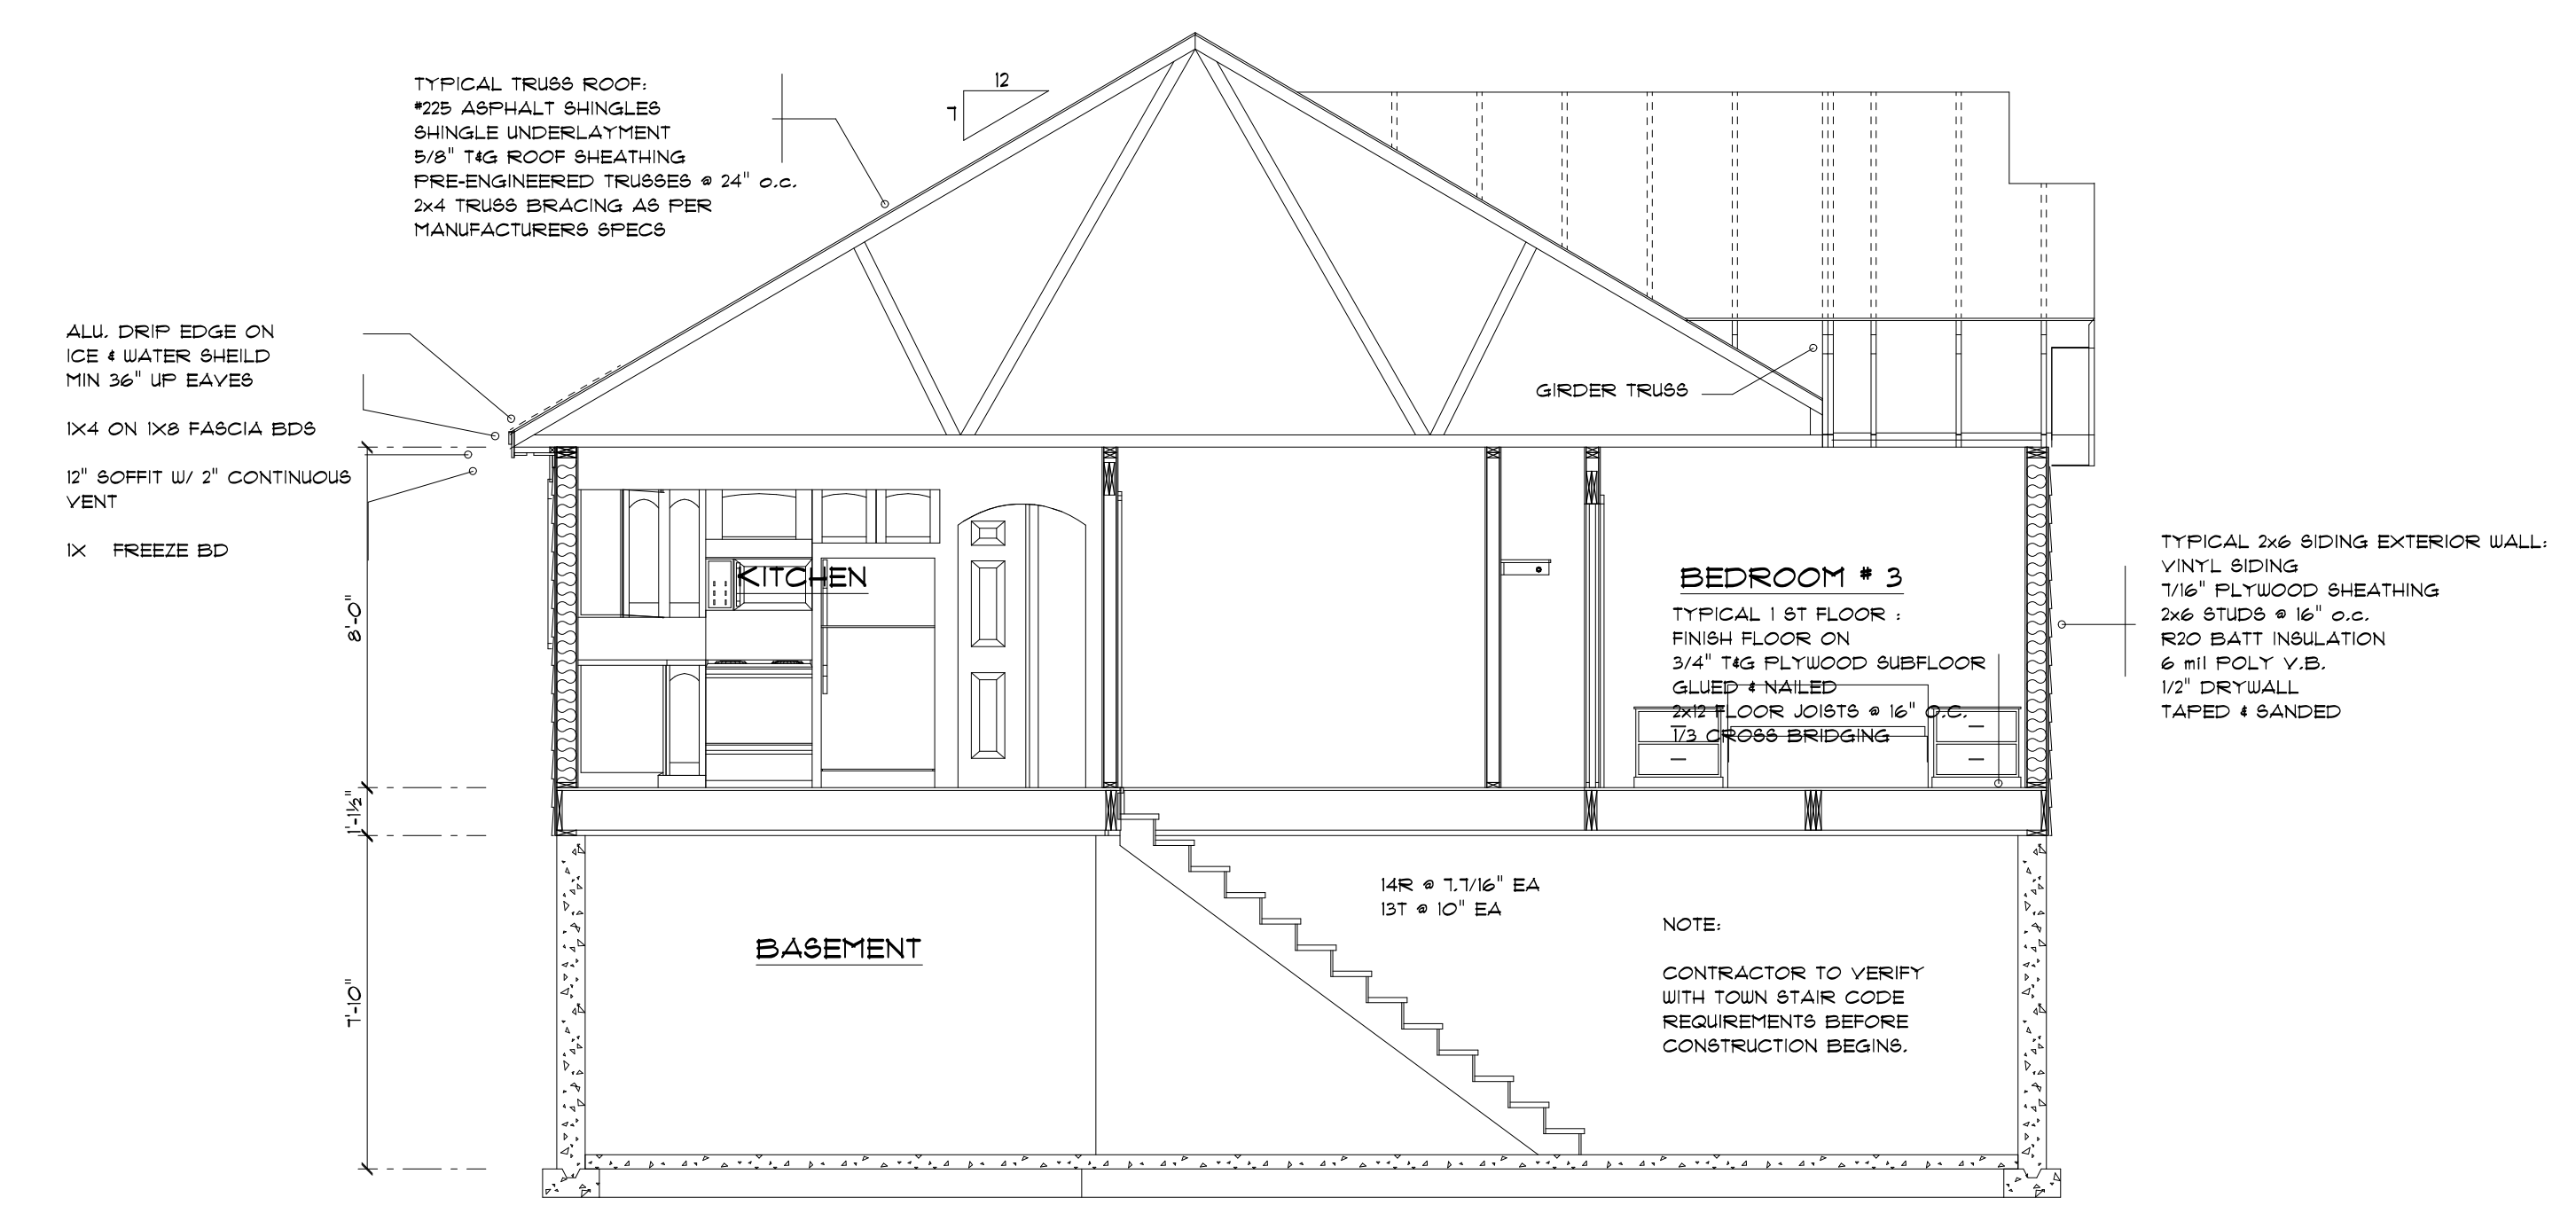 TYPICAL TRUSS ROOF:
#225 ASPHALT SHINGLES
SHINGLE UNDERLAYMENT
5/8" T&G ROOF SHEATHING
PRE-ENGINEERED TRUSSES @ 24" o.c.
2x4 TRUSS BRACING AS PER
MANUFACTURERS SPECS
12
7
ALU. DRIP EDGE ON
ICE & WATER SHEILD
MIN 36" UP EAVES
1X4 ON 1X8 FASCIA BDS
12" SOFFIT W/ 2" CONTINUOUS
VENT
1X FREEZE BD
GIRDER TRUSS
8'-0"
1'-1½"
7'-10"
KITCHEN
BEDROOM # 3
TYPICAL 1 ST FLOOR :
FINISH FLOOR ON
3/4" T&G PLYWOOD SUBFLOOR
GLUED & NAILED
2x12 FLOOR JOISTS @ 16" O.C.
1/3 CROSS BRIDGING
TYPICAL 2x6 SIDING EXTERIOR WALL:
VINYL SIDING
7/16" PLYWOOD SHEATHING
2x6 STUDS @ 16" o.c.
R20 BATT INSULATION
6 mil POLY V.B.
1/2" DRYWALL
TAPED & SANDED
BASEMENT
14R @ 7.7/16" EA
13T @ 10" EA
NOTE:
CONTRACTOR TO VERIFY
WITH TOWN STAIR CODE
REQUIREMENTS BEFORE
CONSTRUCTION BEGINS.